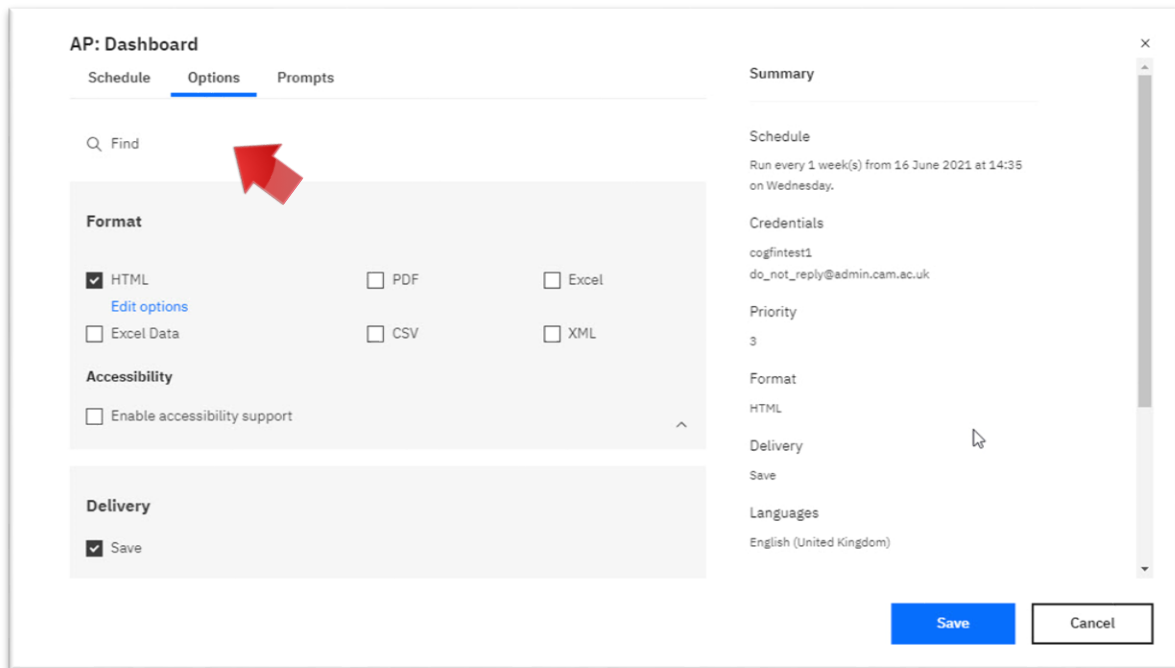 AP: Dashboard
Schedule Options Prompts
Find
Format
HTML PDF Excel
Edit options
Excel Data CSV XML
Accessibility
Enable accessibility support
Delivery
Save
Summary
Schedule
Run every 1 week(s) from 16 June 2021 at 14:35
on Wednesday.
Credentials
cogfintest1
do_not_reply@admin.cam.ac.uk
Priority
3
Format
HTML
Delivery
Save
Languages
English (United Kingdom)
Save Cancel